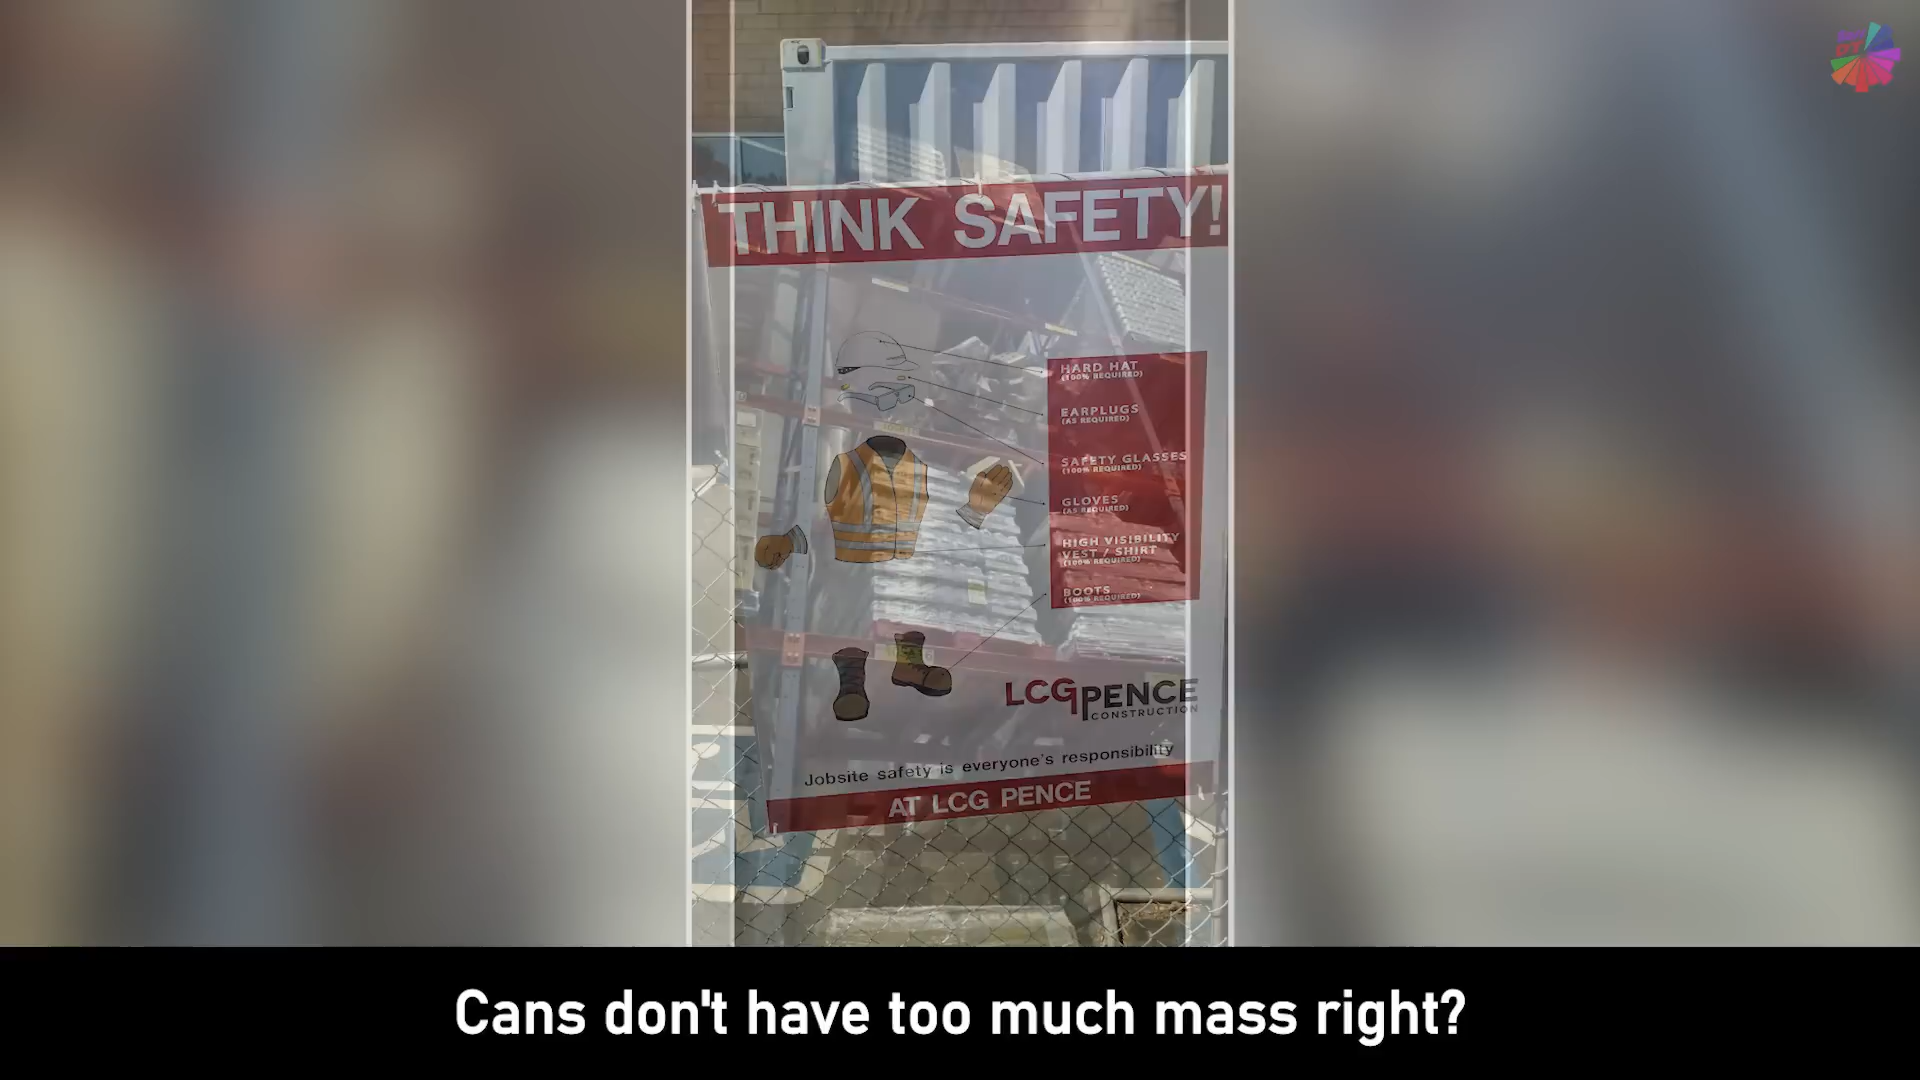 THINK SAFETY!
HARD HAT
(100% REQUIRED)
EARPLUGS
(AS REQUIRED)
SAFETY GLASSES
(100% REQUIRED)
GLOVES
(AS REQUIRED)
HIGH VISIBILITY
VEST / SHIRT
(100% REQUIRED)
BOOTS
(100% REQUIRED)
LCG PENCE
CONSTRUCTION
Jobsite safety is everyone's responsibility
AT LCG PENCE
Cans don't have too much mass right?